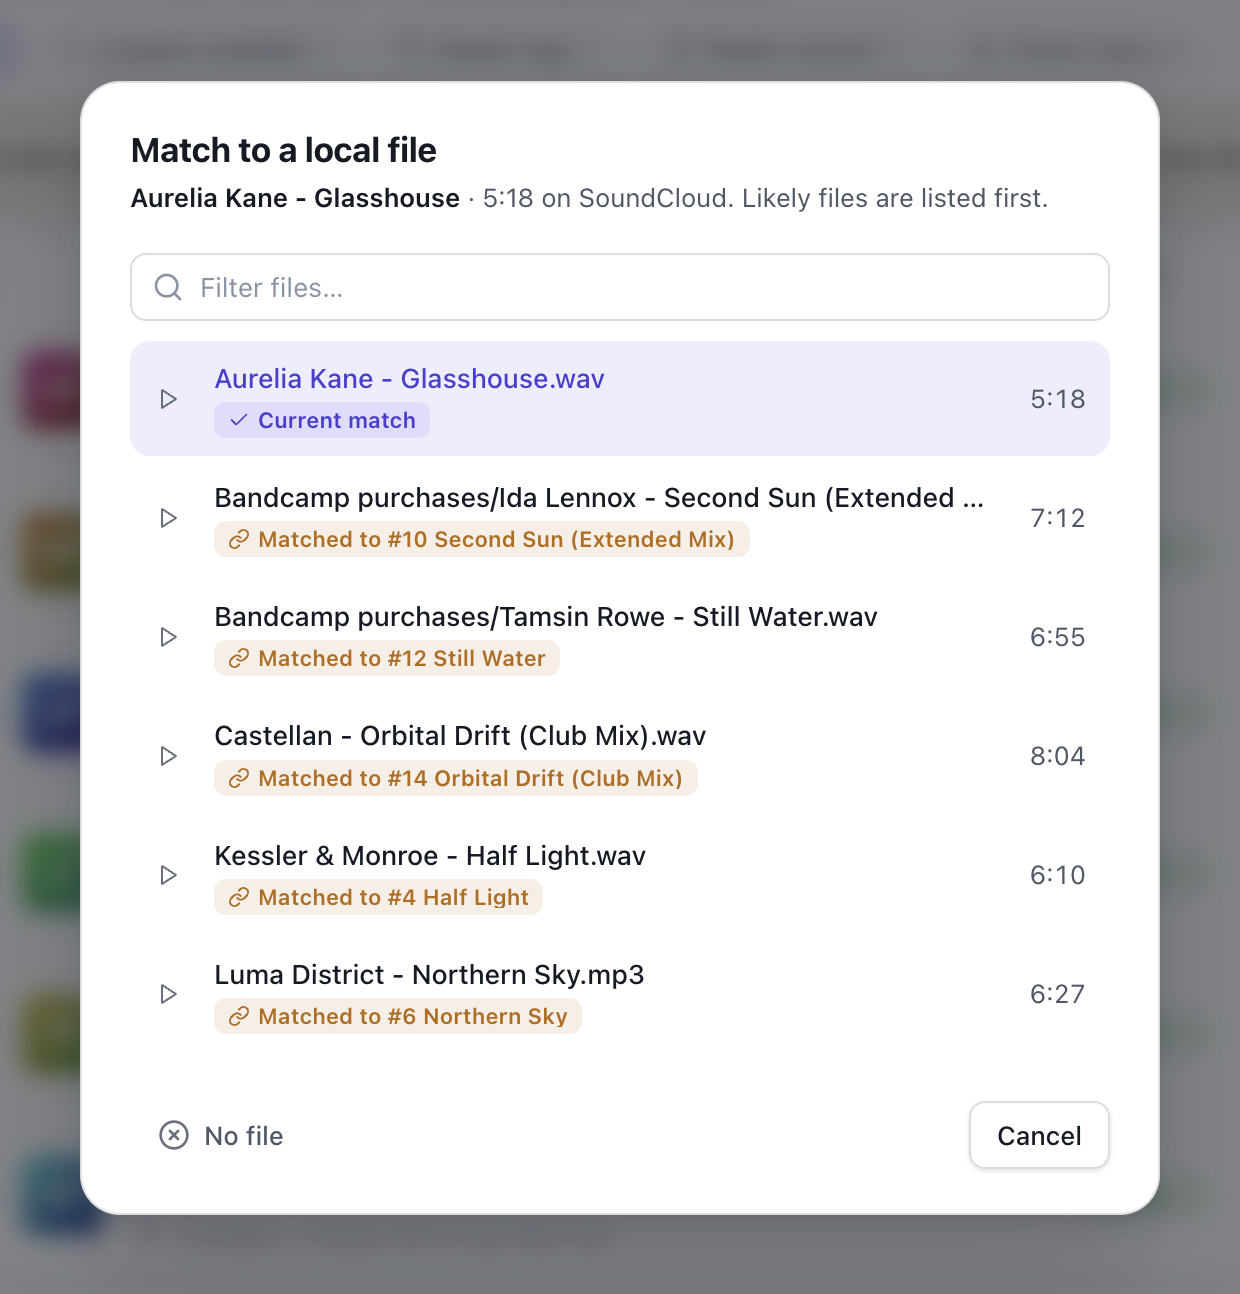 Match to a local file
Aurelia Kane - Glasshouse · 5:18 on SoundCloud. Likely files are listed first.
Filter files...
Aurelia Kane - Glasshouse.wav
Current match
5:18
Bandcamp purchases/Ida Lennox - Second Sun (Extended ...
Matched to #10 Second Sun (Extended Mix)
7:12
Bandcamp purchases/Tamsin Rowe - Still Water.wav
Matched to #12 Still Water
6:55
Castellan - Orbital Drift (Club Mix).wav
Matched to #14 Orbital Drift (Club Mix)
8:04
Kessler & Monroe - Half Light.wav
Matched to #4 Half Light
6:10
Luma District - Northern Sky.mp3
Matched to #6 Northern Sky
6:27
No file
Cancel